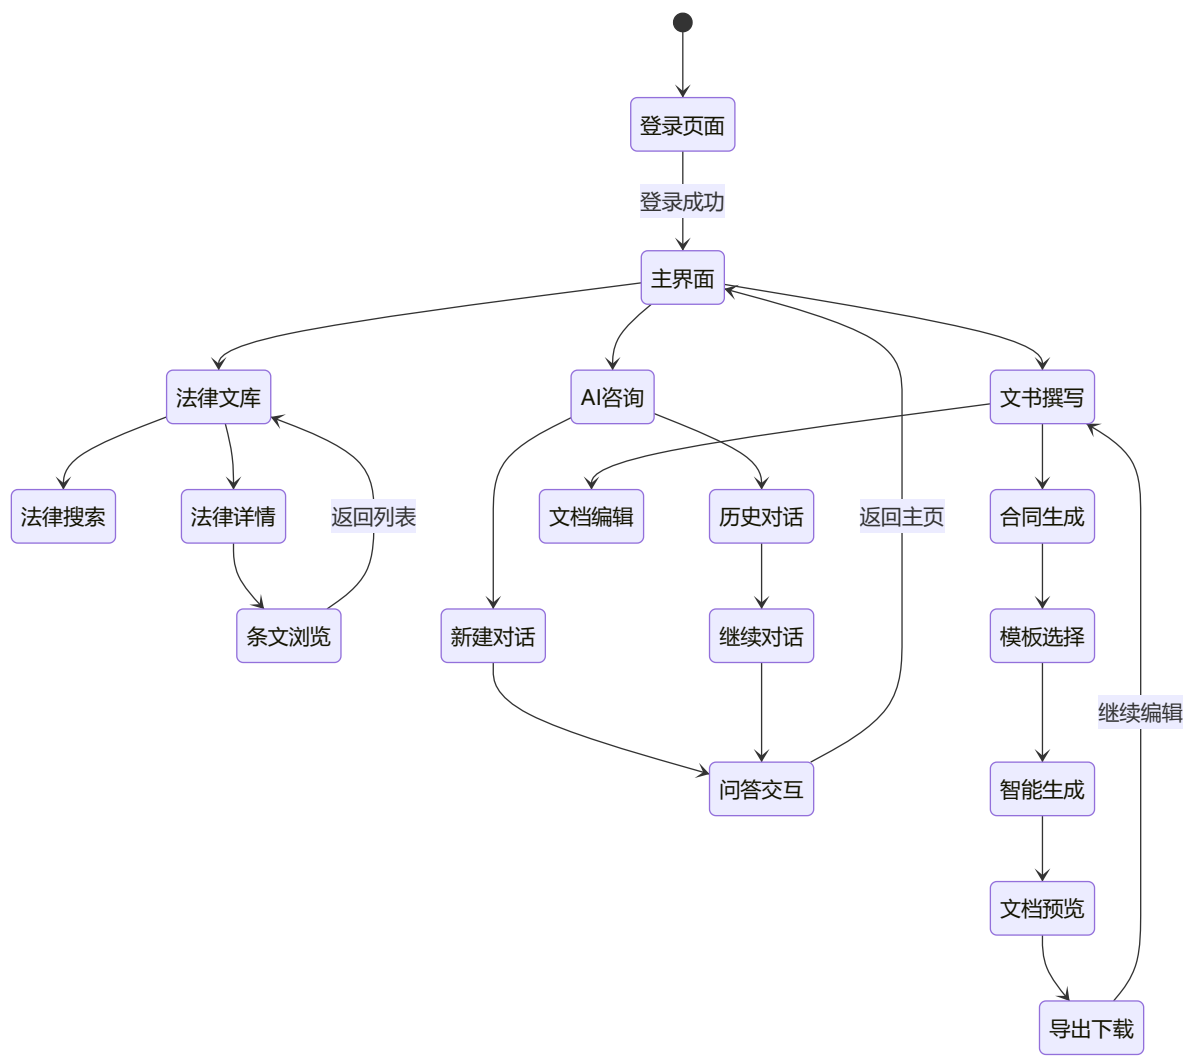 登录页面
登录成功
主界面
法律文库
AI咨询
文书撰写
法律搜索
法律详情
返回列表
文档编辑
历史对话
返回主页
合同生成
条文浏览
新建对话
继续对话
模板选择
继续编辑
问答交互
智能生成
文档预览
导出下载